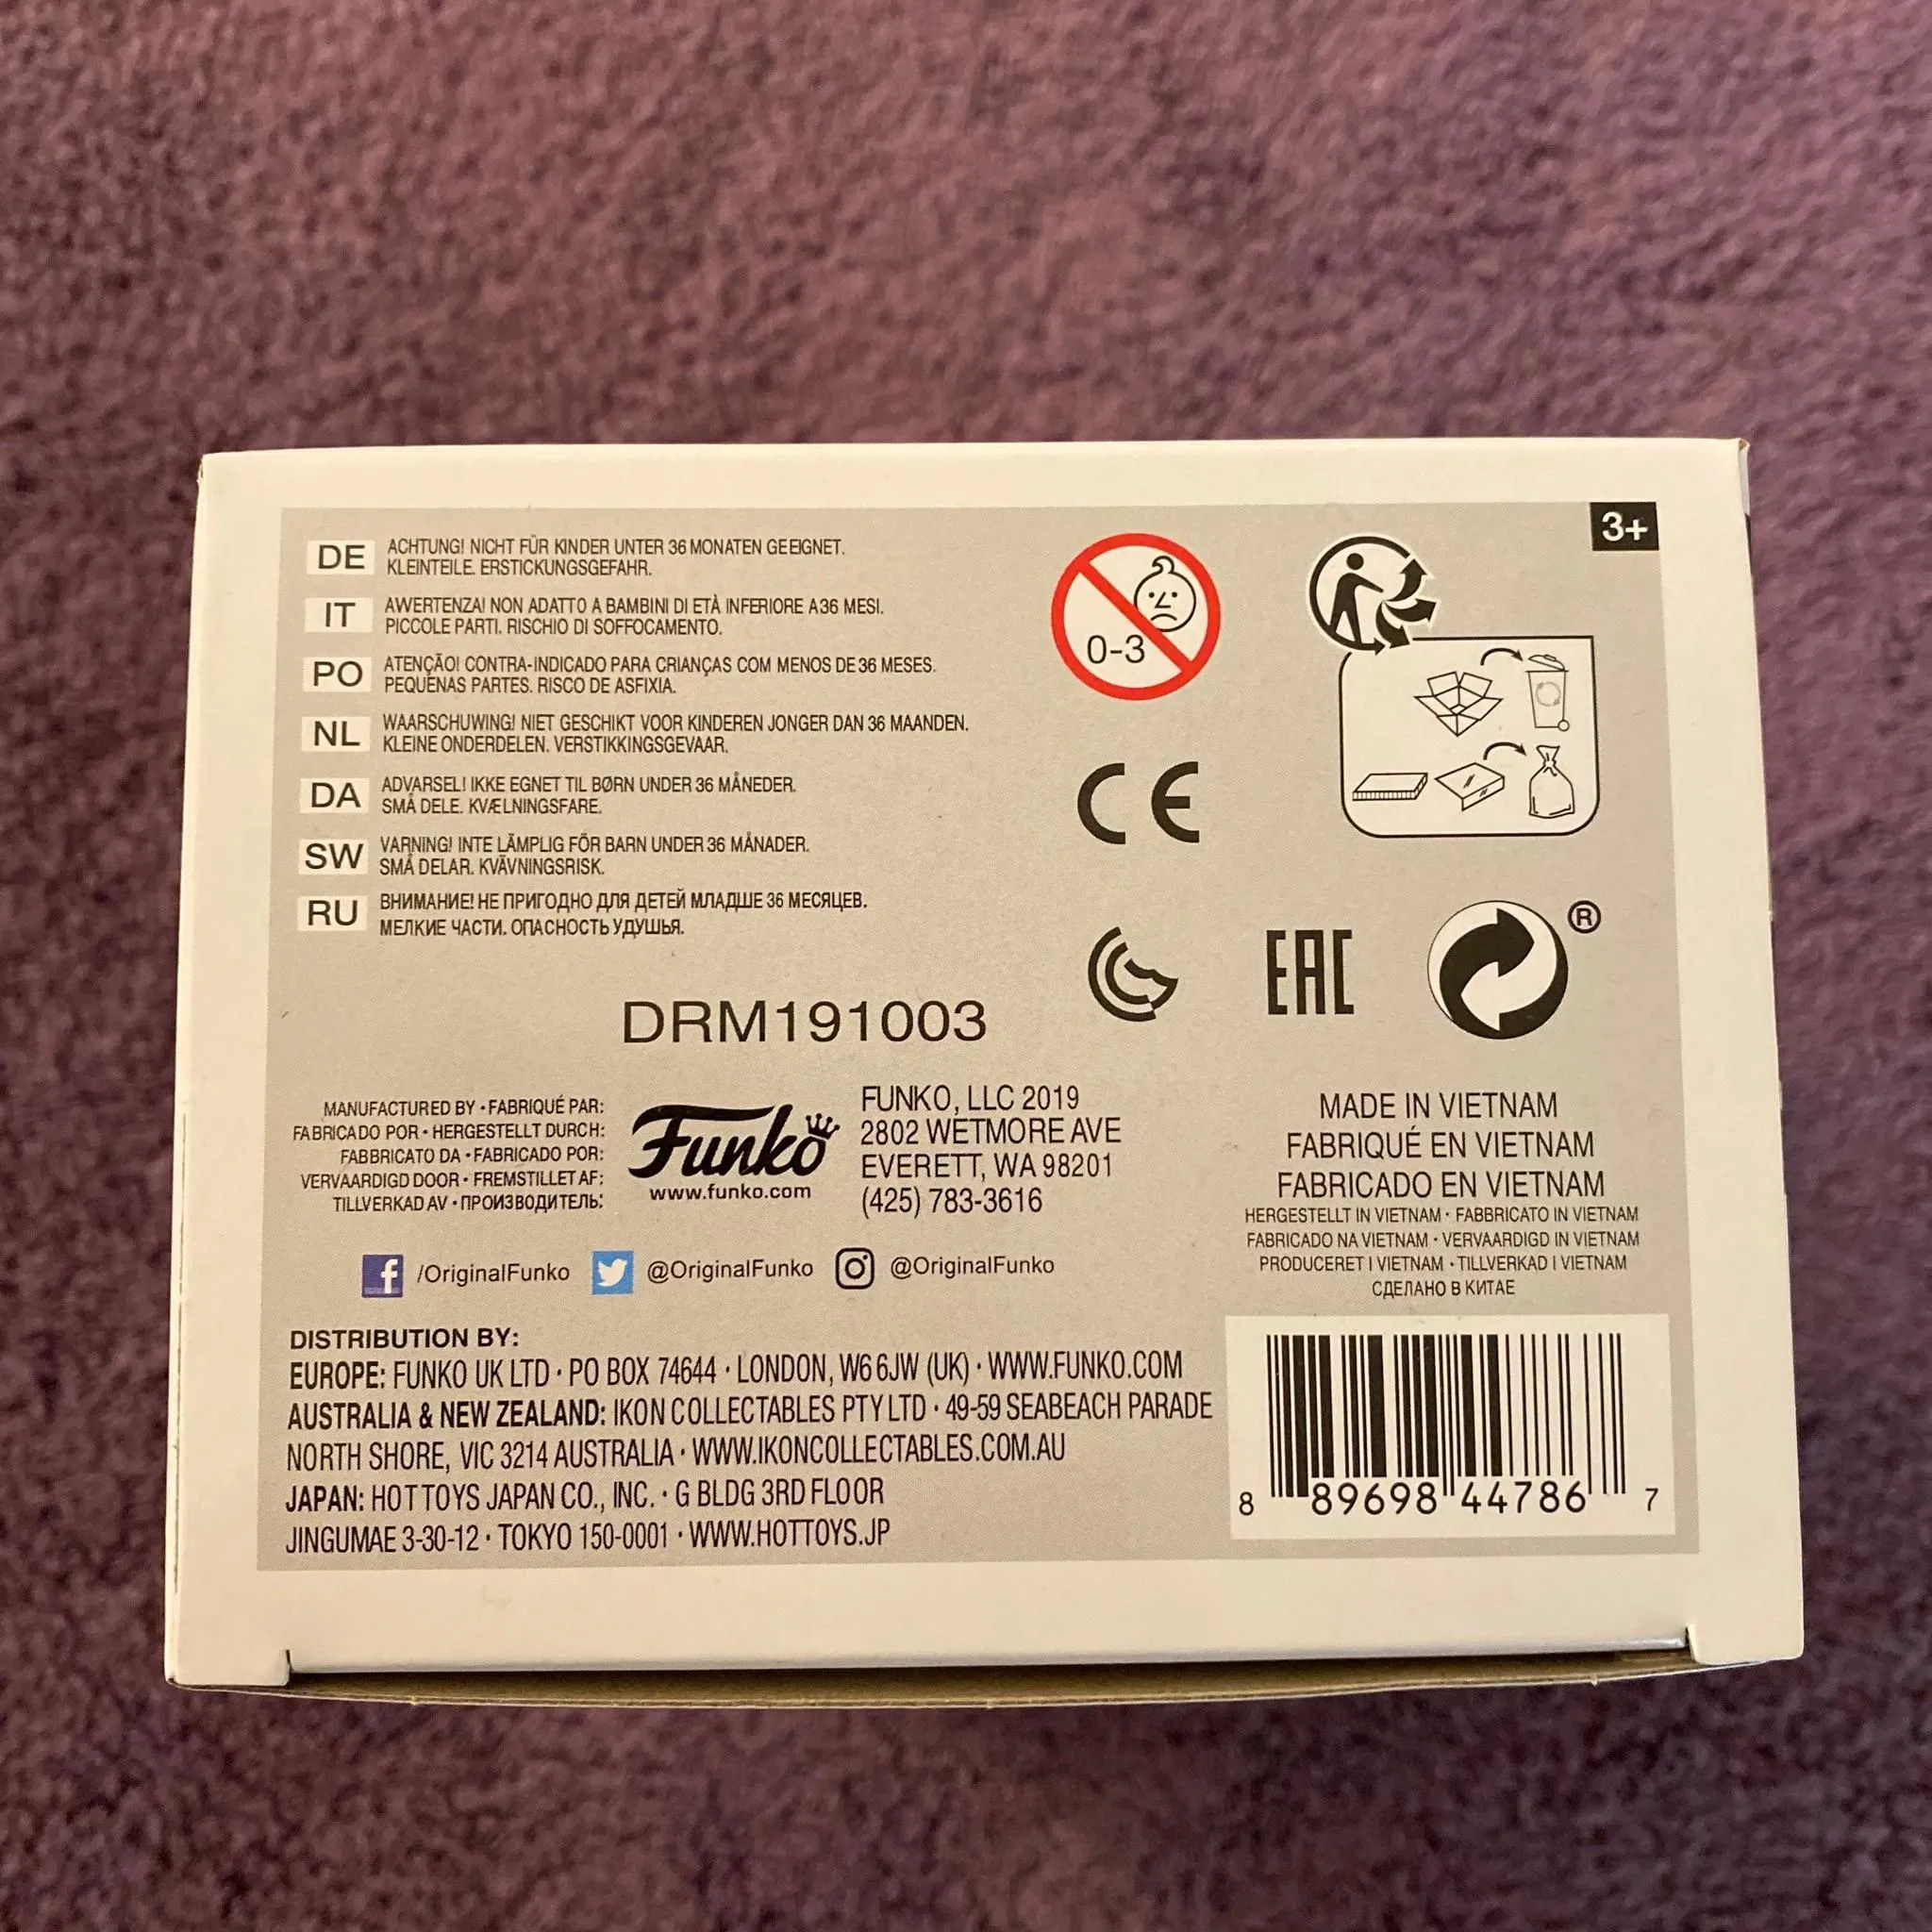 3+
DE ACHTUNG! NICHT FÜR KINDER UNTER 36 MONATEN GEEIGNET.
KLEINTEILE. ERSTICKUNGSGEFAHR.
IT AWERTENZA! NON ADATTO A BAMBINI DI ETÀ INFERIORE A 36 MESI.
PICCOLE PARTI. RISCHIO DI SOFFOCAMENTO.
PO ATENÇÃO! CONTRA-INDICADO PARA CRIANÇAS COM MENOS DE 36 MESES.
PEQUENAS PARTES. RISCO DE ASFIXIA.
NL WAARSCHUWING! NIET GESCHIKT VOOR KINDEREN JONGER DAN 36 MAANDEN.
KLEINE ONDERDELEN. VERSTIKKINGSGEVAAR.
DA ADVARSEL! IKKE EGNET TIL BØRN UNDER 36 MÅNEDER.
SMÅ DELE. KVÆLNINGSFARE.
SW VARNING! INTE LÄMPLIG FÖR BARN UNDER 36 MÅNADER.
SMÅ DELAR. KVÄVNINGSRISK.
RU ВНИМАНИЕ! НЕ ПРИГОДНО ДЛЯ ДЕТЕЙ МЛАДШЕ 36 МЕСЯЦЕВ.
МЕЛКИЕ ЧАСТИ. ОПАСНОСТЬ УДУШЬЯ.
0-3
CE
EAC
®
DRM191003
MANUFACTURED BY • FABRIQUÉ PAR:
FABRICADO POR • HERGESTELLT DURCH:
FABBRICATO DA • FABRICADO POR:
VERVAARDIGD DOOR • FREMSTILLET AF:
TILLVERKAD AV • ПРОИЗВОДИТЕЛЬ:
Funko
www.funko.com
FUNKO, LLC 2019
2802 WETMORE AVE
EVERETT, WA 98201
(425) 783-3616
MADE IN VIETNAM
FABRIQUÉ EN VIETNAM
FABRICADO EN VIETNAM
HERGESTELLT IN VIETNAM • FABBRICATO IN VIETNAM
FABRICADO NA VIETNAM • VERVAARDIGD IN VIETNAM
PRODUCERET I VIETNAM • TILLVERKAD I VIETNAM
СДЕЛАНО В КИТАЕ
f /OriginalFunko @OriginalFunko @OriginalFunko
DISTRIBUTION BY:
EUROPE: FUNKO UK LTD • PO BOX 74644 • LONDON, W6 6JW (UK) • WWW.FUNKO.COM
AUSTRALIA & NEW ZEALAND: IKON COLLECTABLES PTY LTD • 49-59 SEABEACH PARADE
NORTH SHORE, VIC 3214 AUSTRALIA • WWW.IKONCOLLECTABLES.COM.AU
JAPAN: HOT TOYS JAPAN CO., INC. • G BLDG 3RD FLOOR
JINGUMAE 3-30-12 • TOKYO 150-0001 • WWW.HOTTOYS.JP
8 89698 44786 7